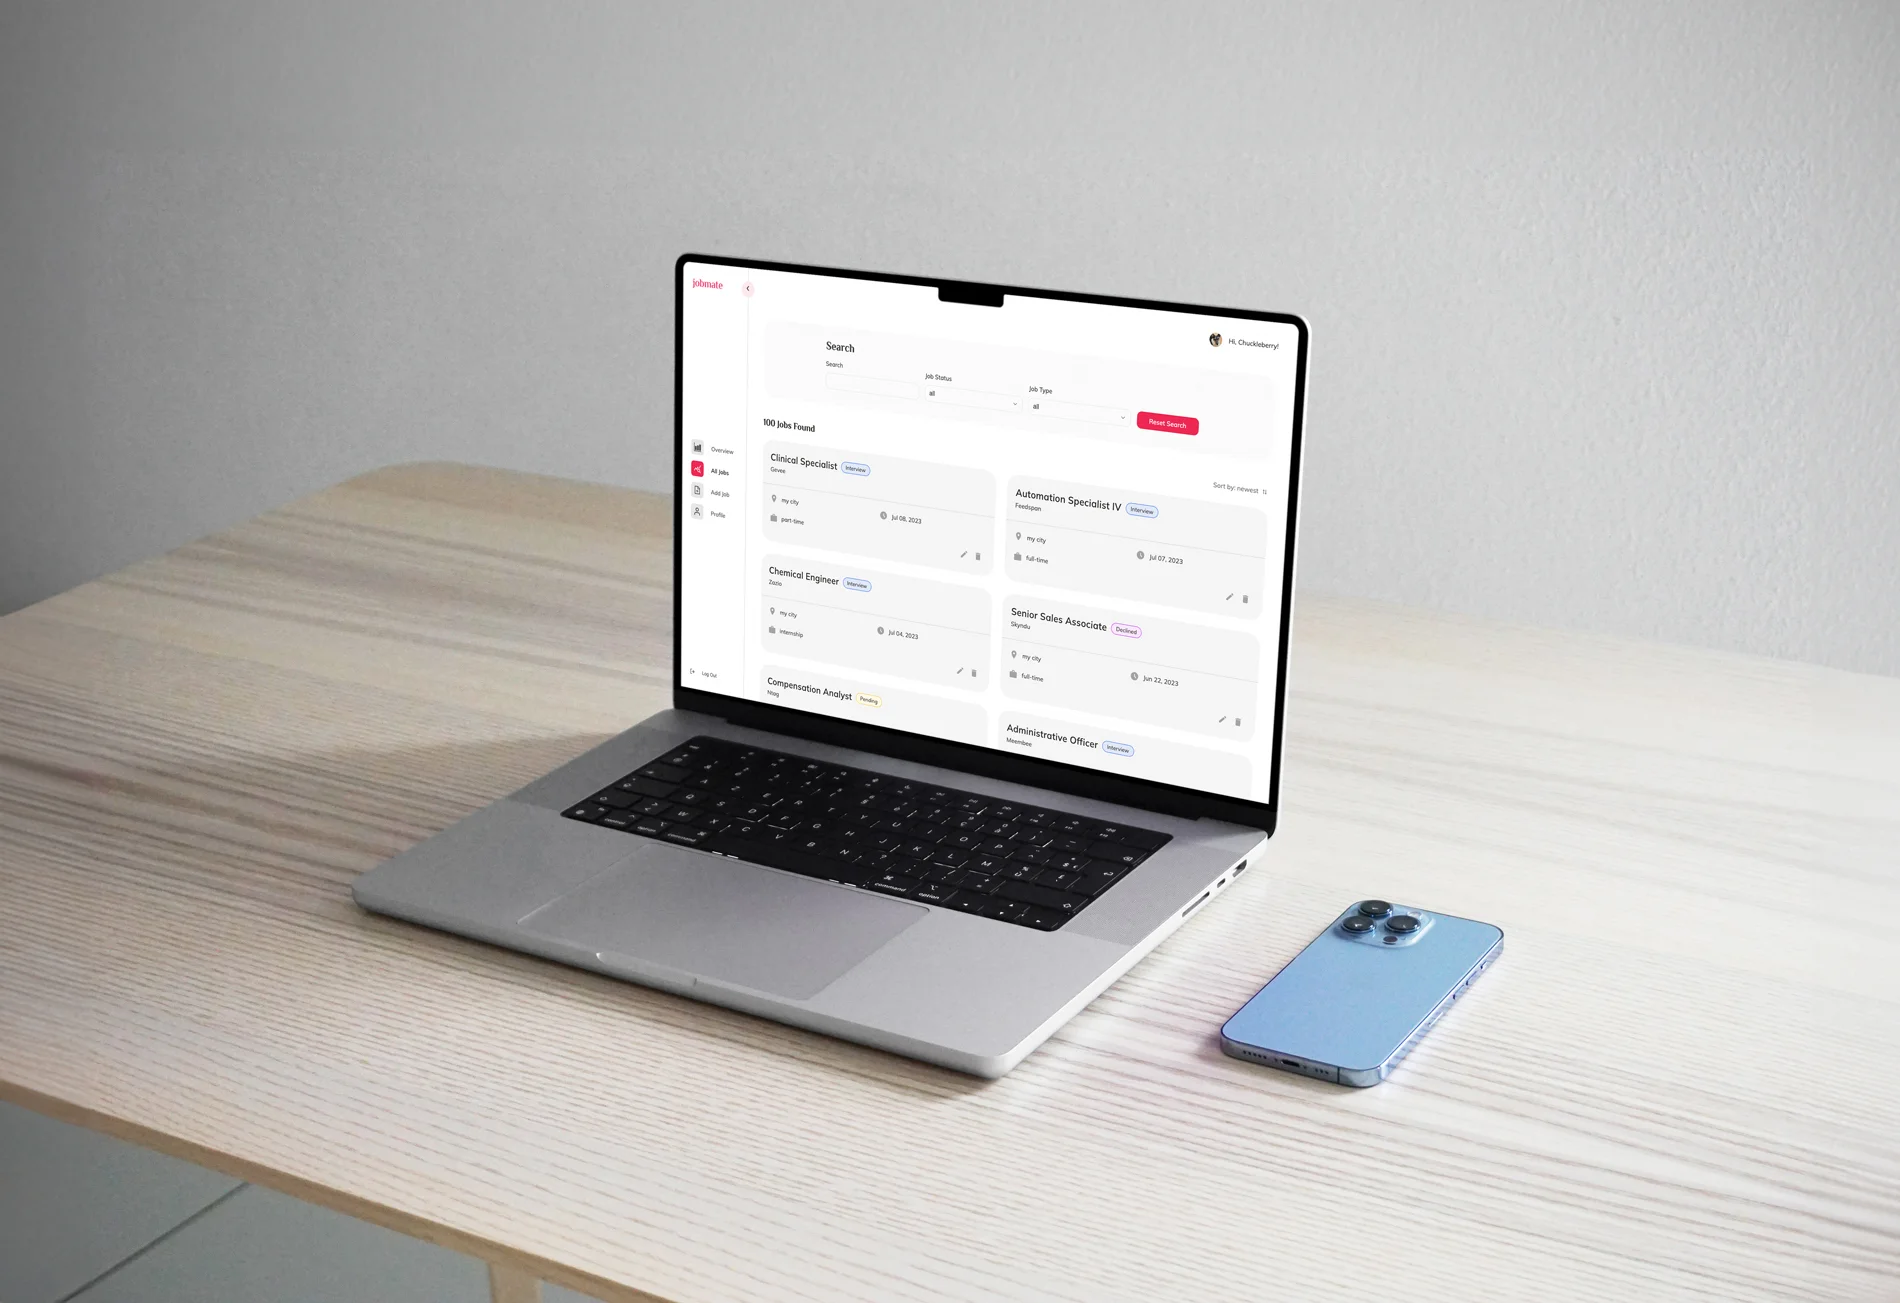 jobmate
Hi, Chuckleberry!
Search
Search
Job Status
all
Job Type
all
Reset Search
100 Jobs Found
Sort by: newest
Overview
All Jobs
Add Job
Profile
Log Out
Clinical Specialist
Interview
Gevee
my city
Jul 08, 2023
part-time
Automation Specialist IV
Interview
Feedspan
my city
Jul 07, 2023
full-time
Chemical Engineer
Interview
Zazio
my city
Jul 04, 2023
internship
Senior Sales Associate
Declined
Skyndu
my city
Jun 22, 2023
full-time
Compensation Analyst
Pending
Ntag
Administrative Officer
Interview
Meembee
command
option